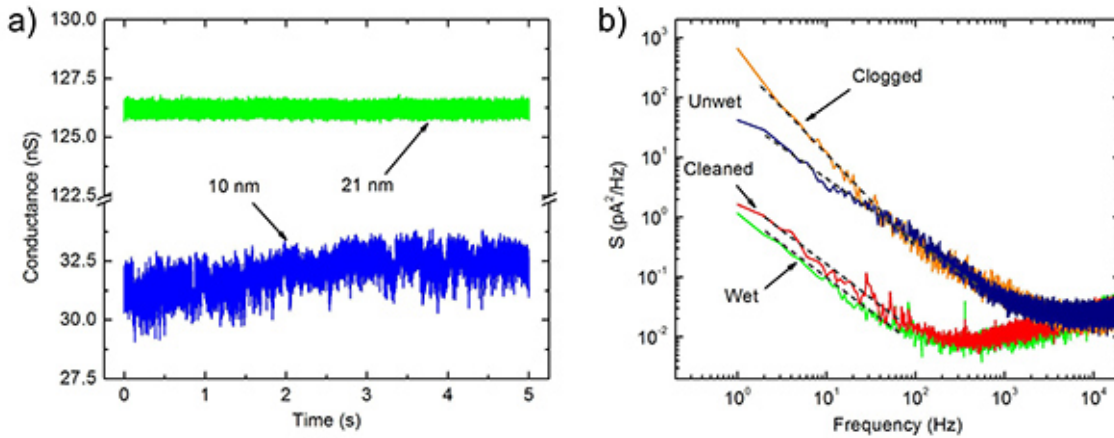 a)
130.0
127.5
125.0
122.5
32.5
30.0
27.5
Conductance (nS)
21 nm
10 nm
0 1 2 3 4 5
Time (s)
b)
10³
10²
10¹
10⁰
10⁻¹
10⁻²
S (pA²/Hz)
Clogged
Unwet
Cleaned
Wet
10⁰ 10¹ 10² 10³ 10⁴
Frequency (Hz)